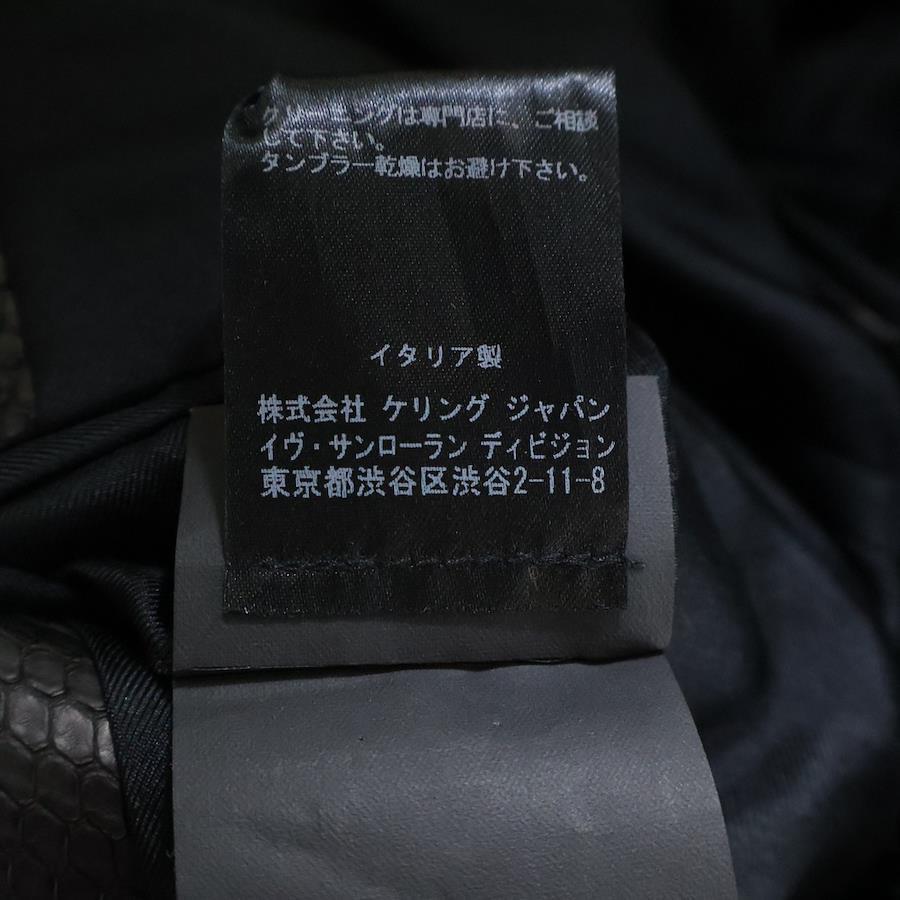 クリーニングは専門店に、ご相談
して下さい。
タンブラー乾燥はお避け下さい。
イタリア製
株式会社 ケリング ジャパン
イヴ・サンローラン ディビジョン
東京都渋谷区渋谷2-11-8